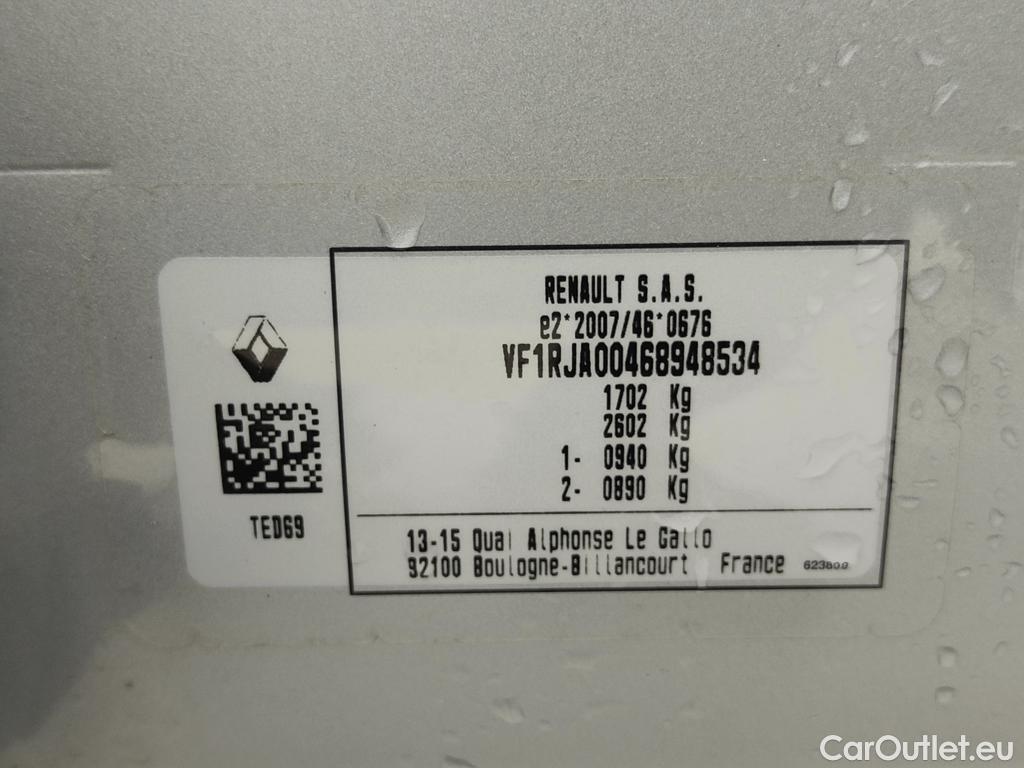 RENAULT S.A.S.
e2*2007/46*0676
VF1RJA00468948534
1702 Kg
2602 Kg
1- 0940 Kg
2- 0890 Kg
TED69
13-15 Quai Alphonse Le Gallo
92100 Boulogne-Billancourt France
CarOutlet.eu